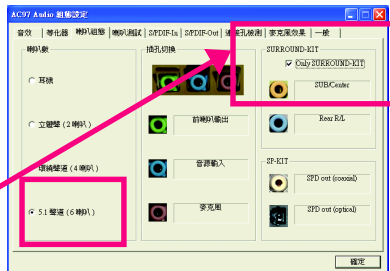 AC97 Audio 組態設定
音效 等化器 喇叭組態 喇叭測試 S/PDIF-In S/PDIF-Out 連接孔檢測 麥克風效果 一般
喇叭數
耳機
立體聲 (2 喇叭)
環繞聲道 (4 喇叭)
5.1 聲道 (6 喇叭)
插孔切換
前喇叭輸出
音源輸入
麥克風
SURROUND-KIT
Only SURROUND-KIT
SUB/Center
Rear R/L
SP-KIT
SPD out (coaxial)
SPD out (optical)
確定